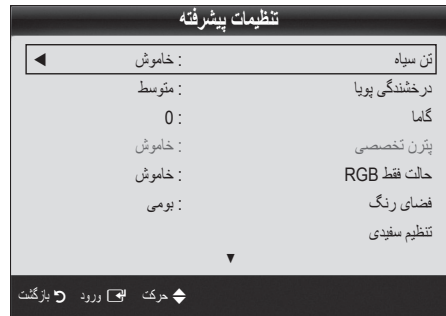 تنظیمات پیشرفته
تن سیاه : خاموش
درخشندگی پویا : متوسط
گاما : 0
پترن تخصصی : خاموش
حالت فقط RGB : خاموش
فضای رنگ : بومی
تنظیم سفیدی
حرکت ورود بازگشت